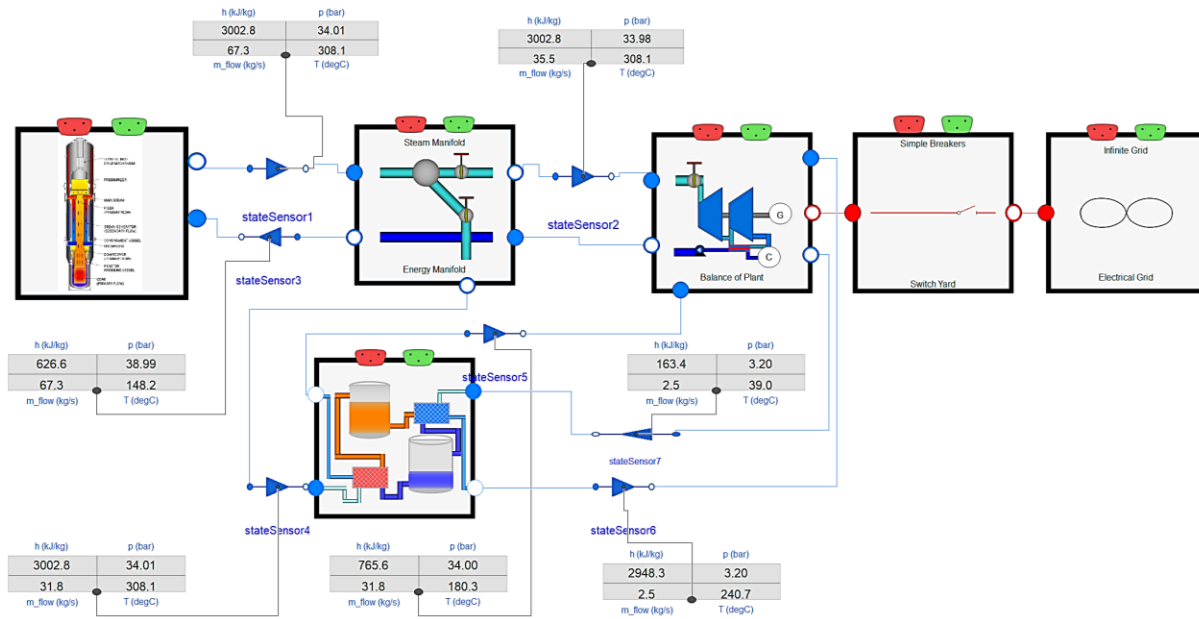 h (kJ/kg) p (bar)
3002.8 34.01
67.3 308.1
m_flow (kg/s) T (degC)
h (kJ/kg) p (bar)
3002.8 33.98
35.5 308.1
m_flow (kg/s) T (degC)
Steam Manifold
Energy Manifold
G
C
Balance of Plant
Simple Breakers
Switch Yard
Infinite Grid
Electrical Grid
stateSensor1
stateSensor2
stateSensor3
h (kJ/kg) p (bar)
626.6 38.99
67.3 148.2
m_flow (kg/s) T (degC)
stateSensor5
h (kJ/kg) p (bar)
163.4 3.20
2.5 39.0
m_flow (kg/s) T (degC)
stateSensor7
stateSensor4
stateSensor6
h (kJ/kg) p (bar)
3002.8 34.01
31.8 308.1
m_flow (kg/s) T (degC)
h (kJ/kg) p (bar)
765.6 34.00
31.8 180.3
m_flow (kg/s) T (degC)
h (kJ/kg) p (bar)
2948.3 3.20
2.5 240.7
m_flow (kg/s) T (degC)